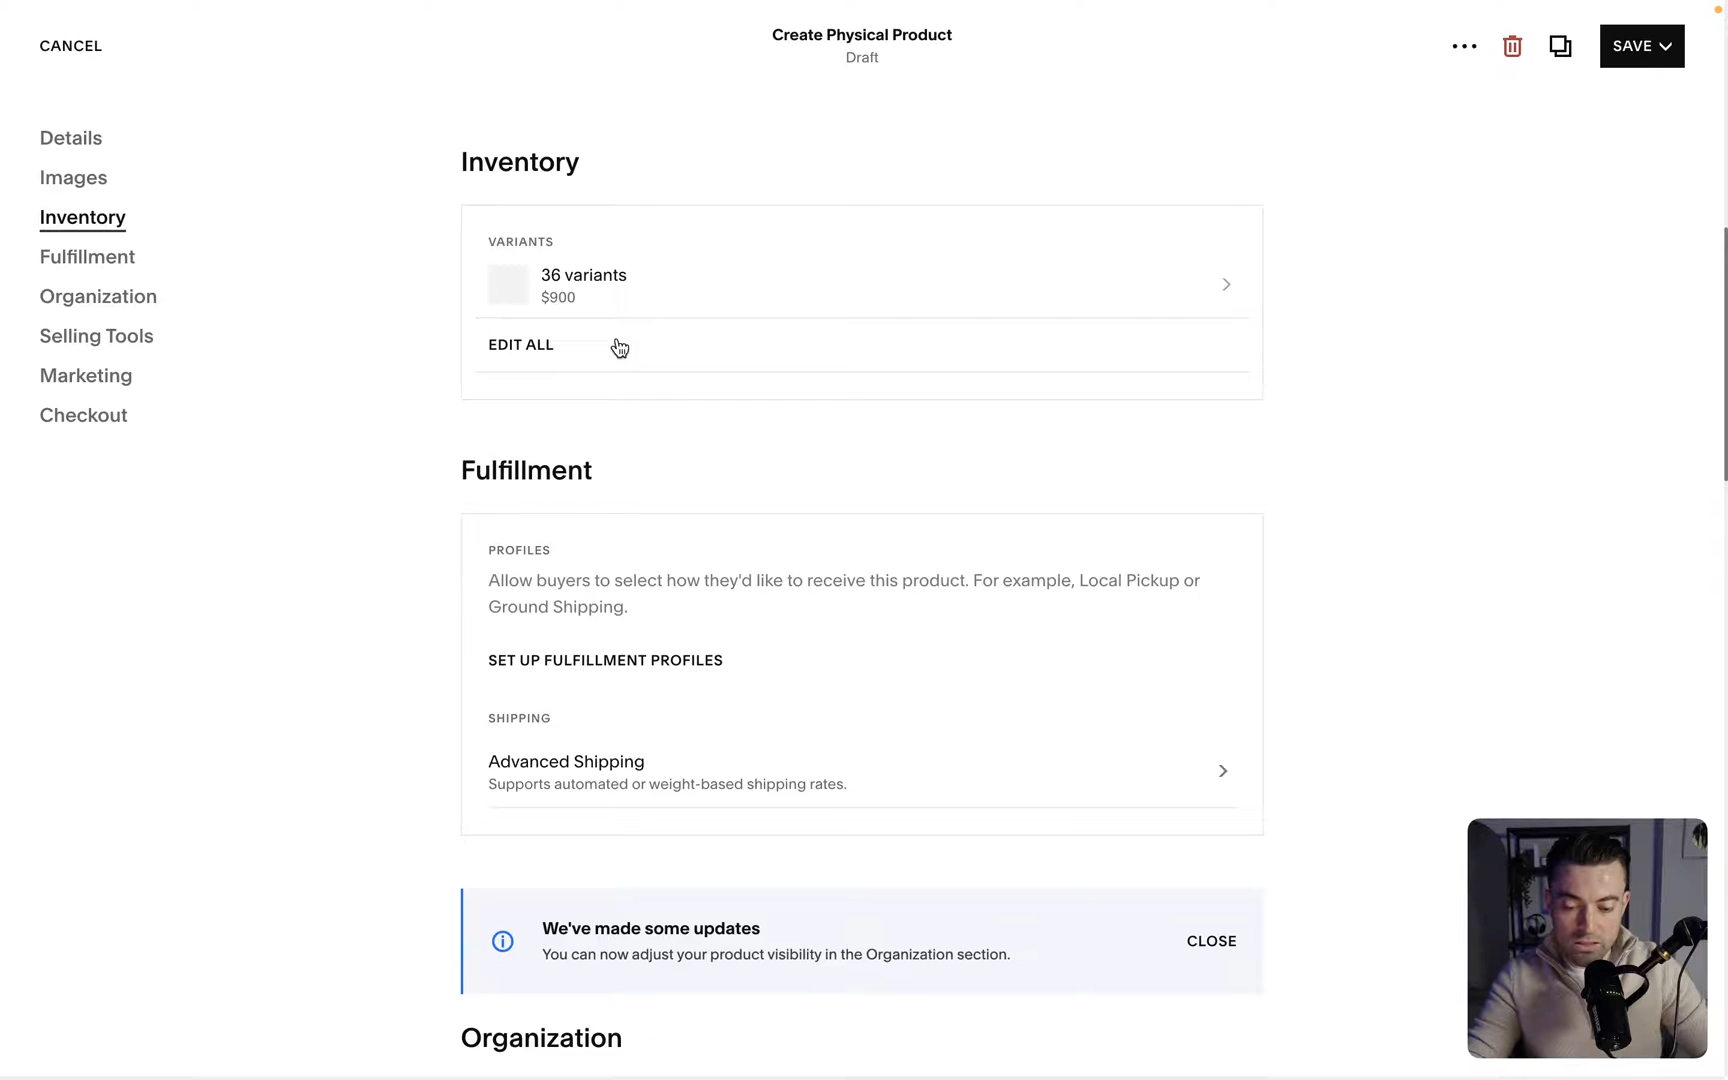 CANCEL
Create Physical Product
Draft
SAVE
Details
Images
Inventory
Fulfillment
Organization
Selling Tools
Marketing
Checkout
Inventory
VARIANTS
36 variants
$900
EDIT ALL
Fulfillment
PROFILES
Allow buyers to select how they'd like to receive this product. For example, Local Pickup or
Ground Shipping.
SET UP FULFILLMENT PROFILES
SHIPPING
Advanced Shipping
Supports automated or weight-based shipping rates.
We've made some updates
You can now adjust your product visibility in the Organization section.
CLOSE
Organization